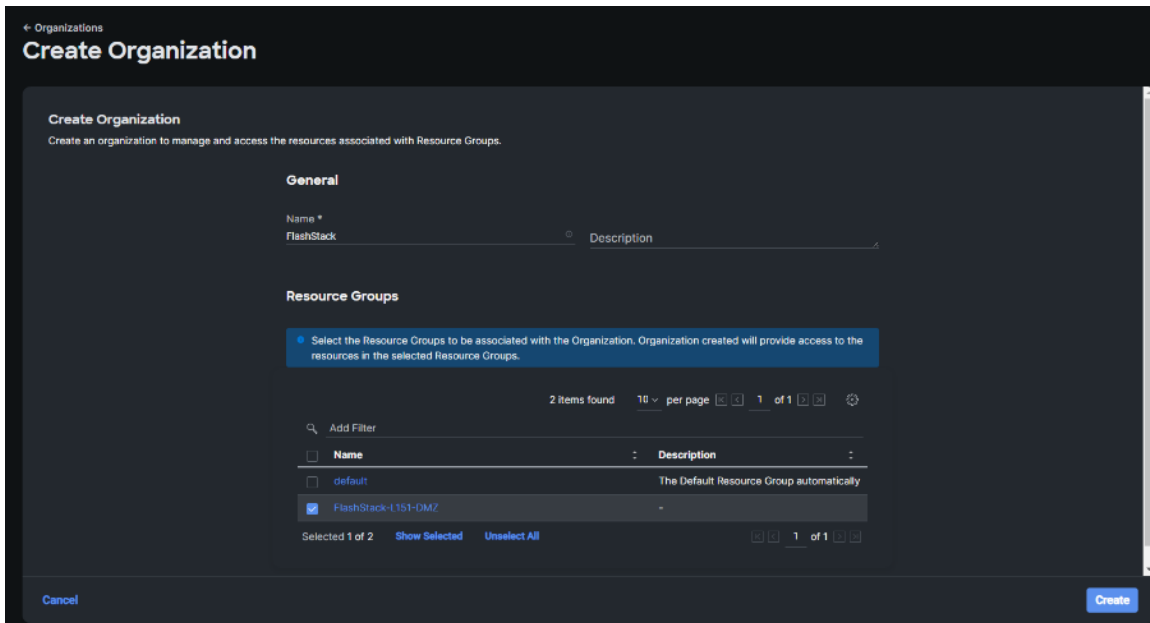 ← Organizations
Create Organization
Create Organization
Create an organization to manage and access the resources associated with Resource Groups.
General
Name *
FlashStack
Description
Resource Groups
Select the Resource Groups to be associated with the Organization. Organization created will provide access to the
resources in the selected Resource Groups.
2 items found 10 per page 1 of 1
Add Filter
Name Description
default The Default Resource Group automatically
FlashStack-L151-DMZ -
Selected 1 of 2 Show Selected Unselect All 1 of 1
Cancel Create